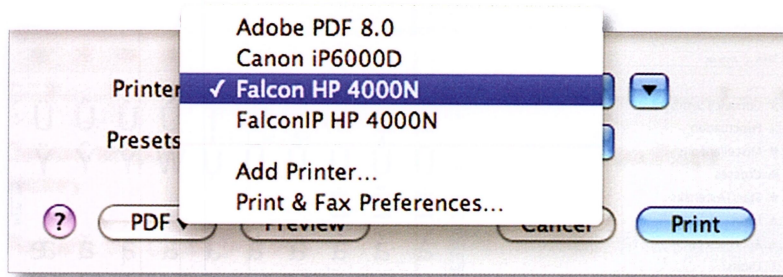 Adobe PDF 8.0
Canon iP6000D
Printer ✓ Falcon HP 4000N
FalconIP HP 4000N
Presets
Add Printer...
Print & Fax Preferences...
? PDF ▾ Preview Cancel Print